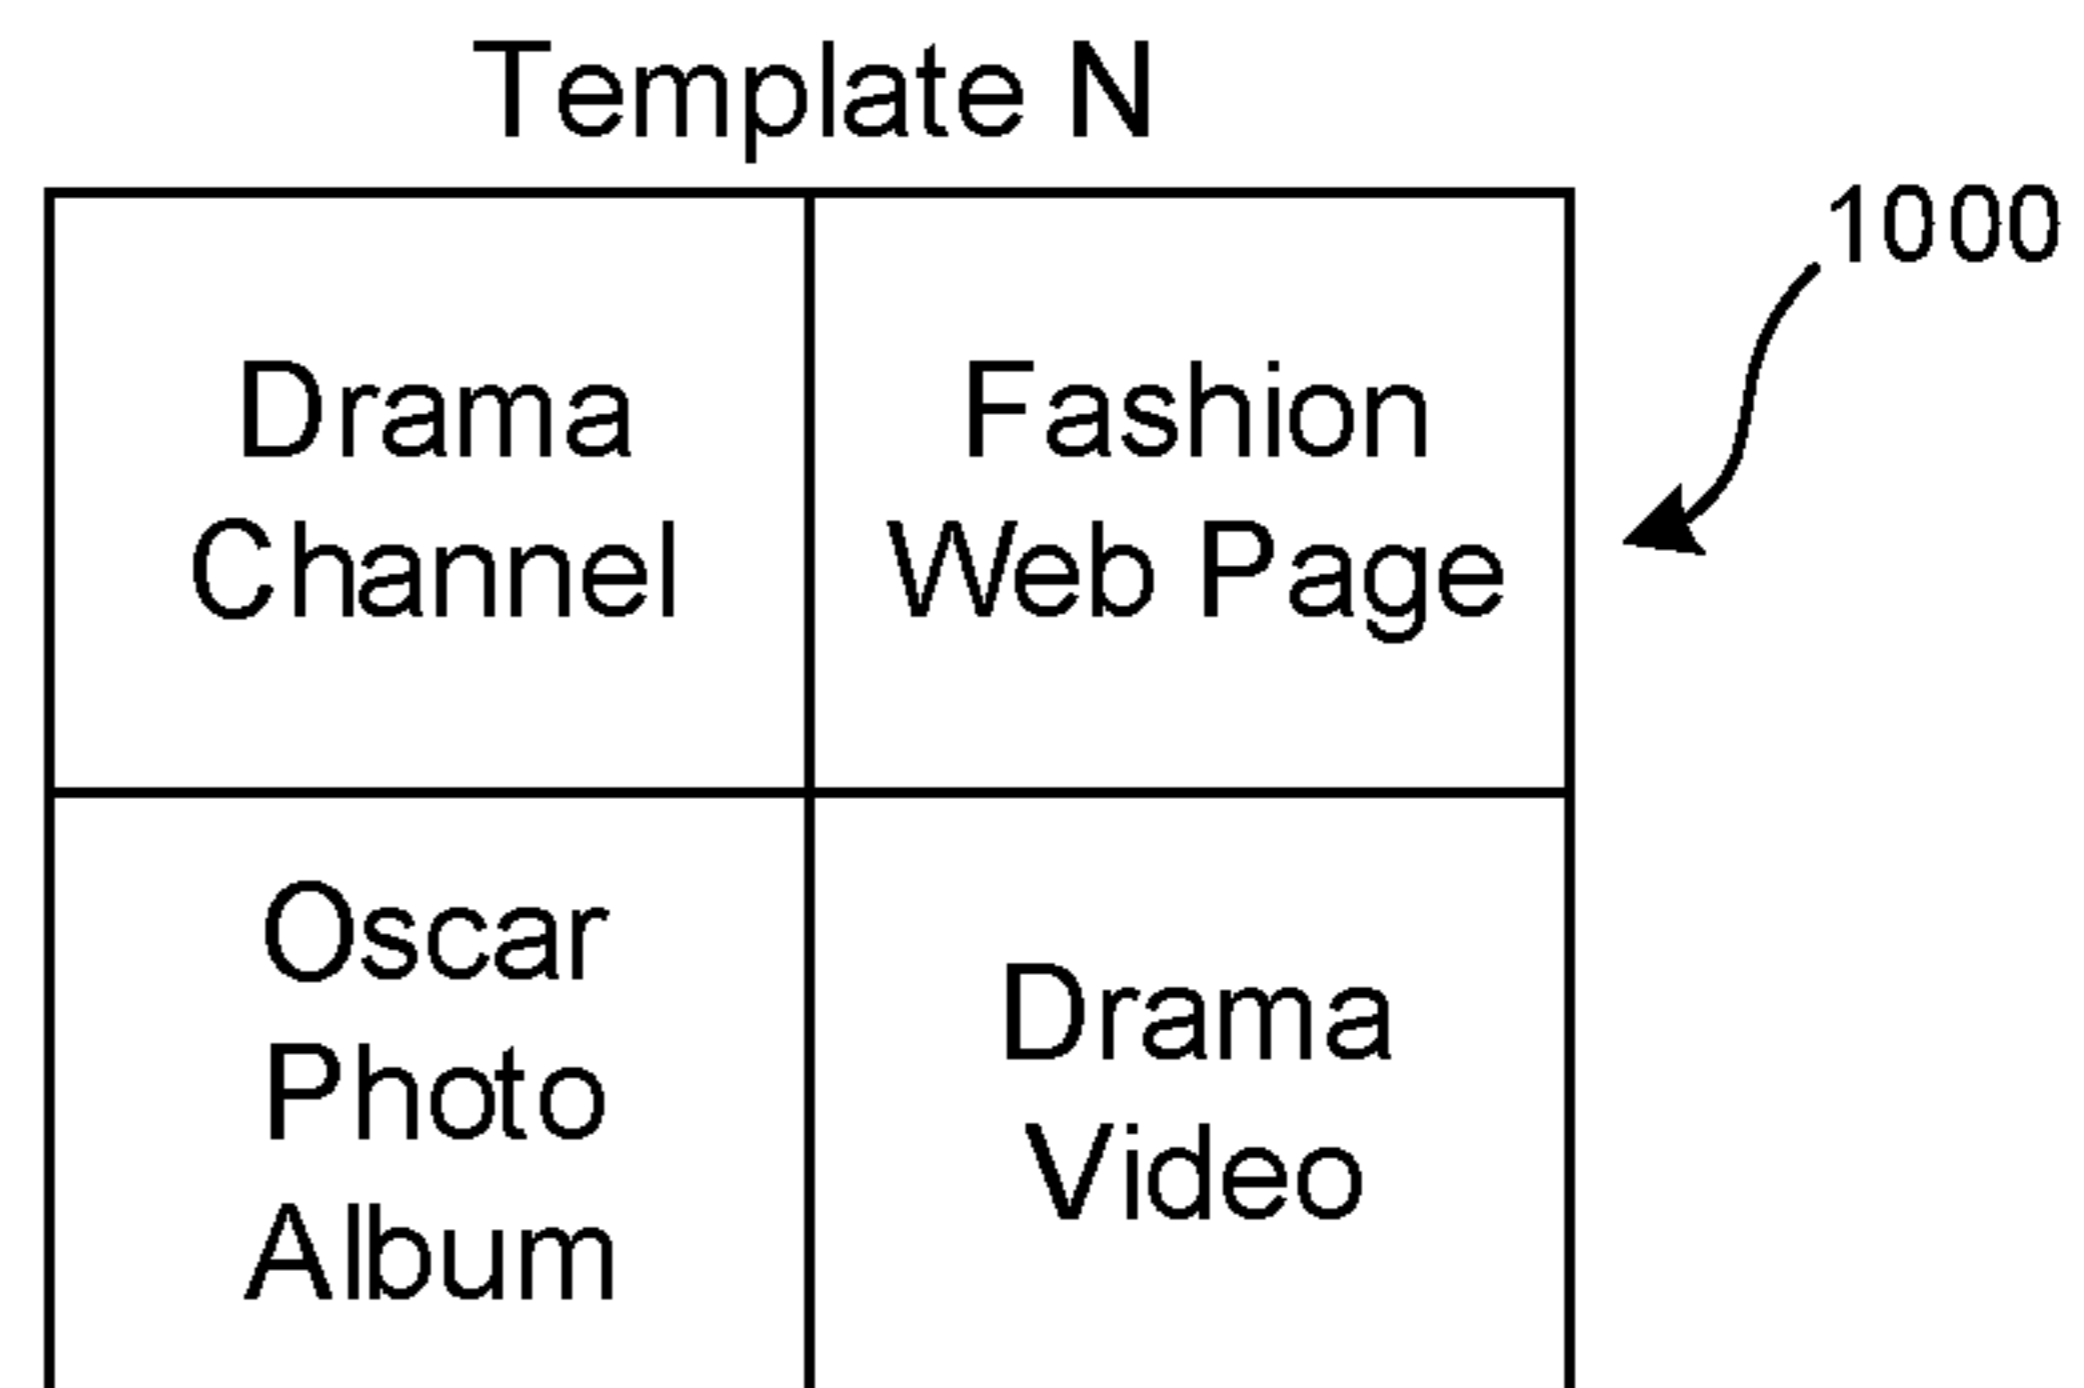 Template N
1000
Drama
Channel
Fashion
Web Page
Oscar
Photo
Album
Drama
Video